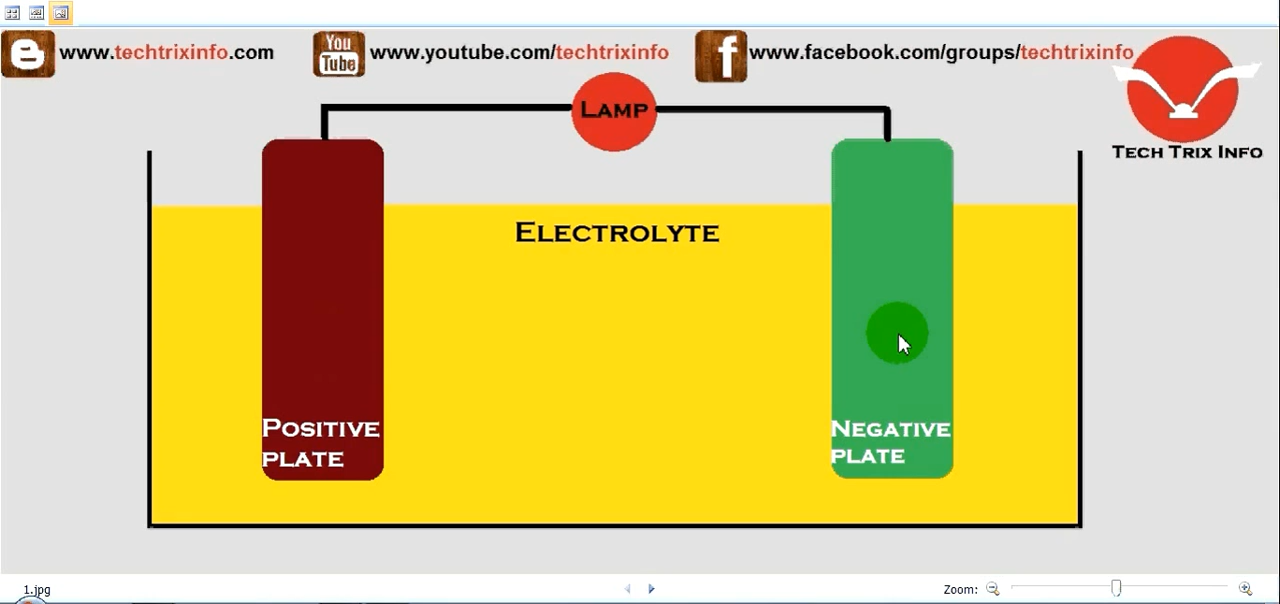 www.techtrixinfo.com
You
Tube
www.youtube.com/techtrixinfo
f
www.facebook.com/groups/techtrixinfo
LAMP
TECH TRIX INFO
ELECTROLYTE
POSITIVE
PLATE
NEGATIVE
PLATE
1.jpg
Zoom: